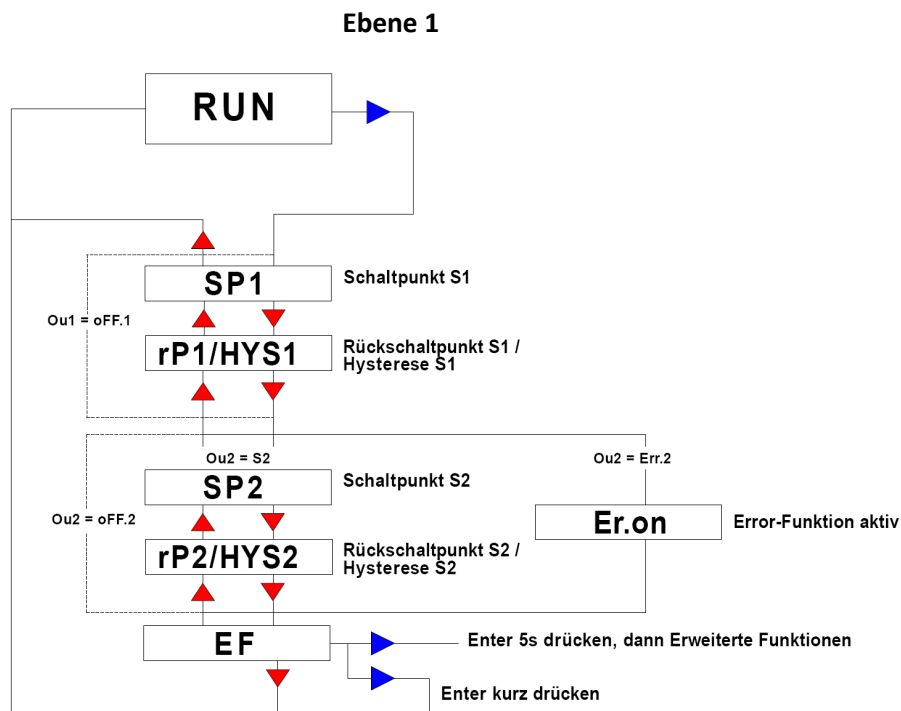 Ebene 1
RUN
SP1
Schaltpunkt S1
Ou1 = oFF.1
rP1/HYS1
Rückschaltpunkt S1 /
Hysterese S1
Ou2 = S2
Ou2 = Err.2
SP2
Schaltpunkt S2
Ou2 = oFF.2
Er.on
Error-Funktion aktiv
rP2/HYS2
Rückschaltpunkt S2 /
Hysterese S2
EF
Enter 5s drücken, dann Erweiterte Funktionen
Enter kurz drücken